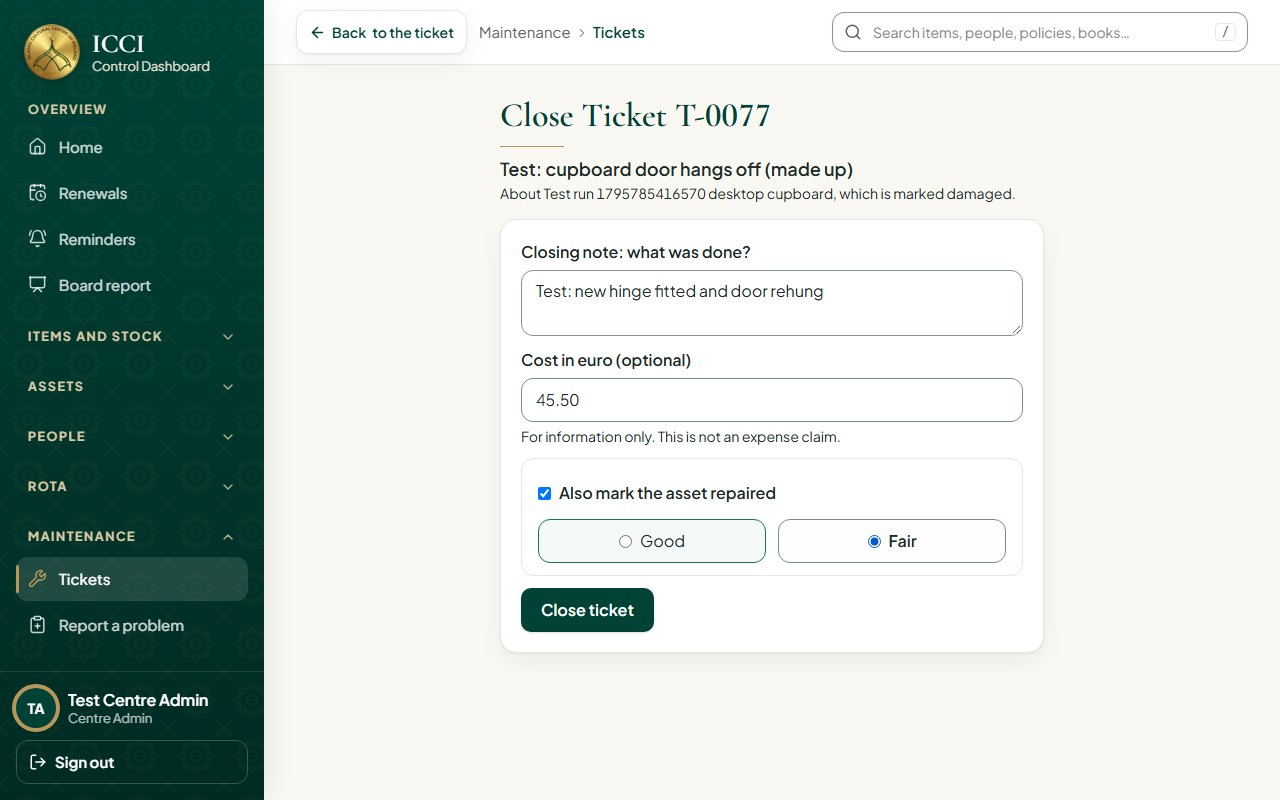 ICCI
Control Dashboard
OVERVIEW
Home
Renewals
Reminders
Board report
ITEMS AND STOCK
ASSETS
PEOPLE
ROTA
MAINTENANCE
Tickets
Report a problem
TA
Test Centre Admin
Centre Admin
Sign out
Back to the ticket
Maintenance > Tickets
Search items, people, policies, books...
/
Close Ticket T-0077
Test: cupboard door hangs off (made up)
About Test run 1795785416570 desktop cupboard, which is marked damaged.
Closing note: what was done?
Test: new hinge fitted and door rehung
Cost in euro (optional)
45.50
For information only. This is not an expense claim.
Also mark the asset repaired
Good
Fair
Close ticket